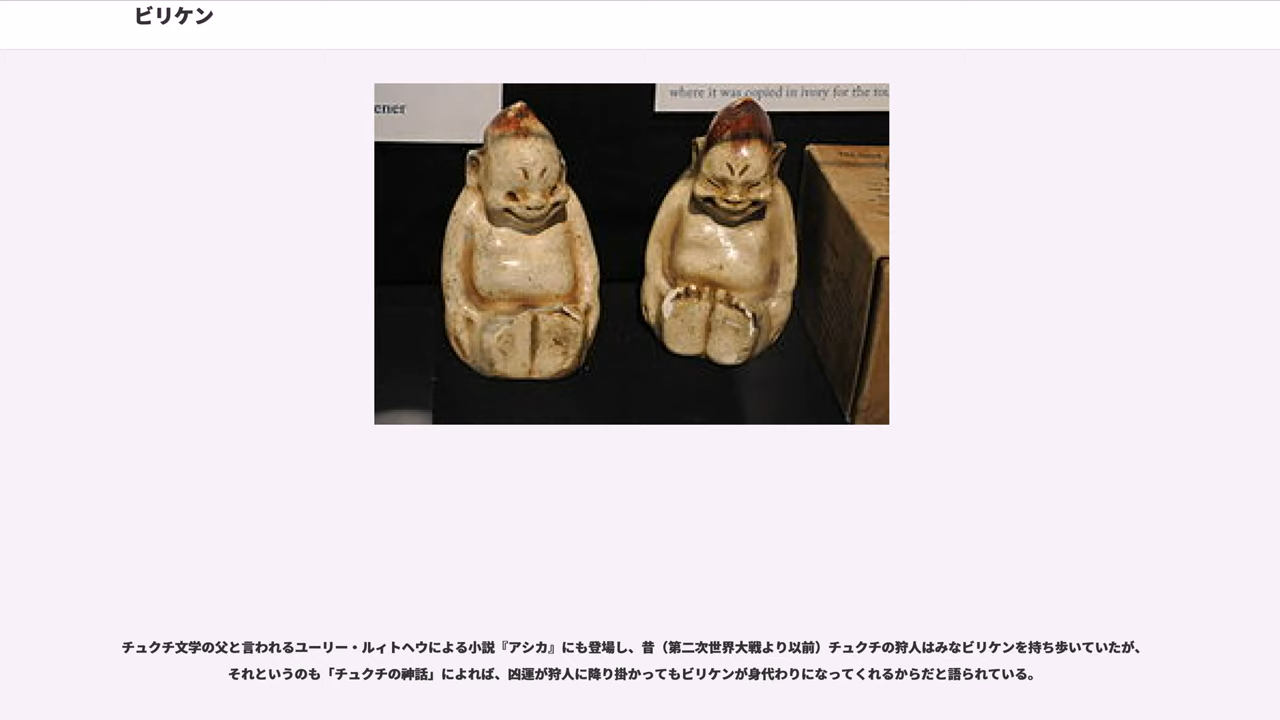 ビリケン
ener
where it was copied in ivory for the
チュクチ文学の父と言われるユーリー・ルィトヘウによる小説『アシカ』にも登場し、昔（第二次世界大戦より以前）チュクチの狩人はみなビリケンを持ち歩いていたが、
それというのも「チュクチの神話」によれば、凶運が狩人に降り掛かってもビリケンが身代わりになってくれるからだと語られている。